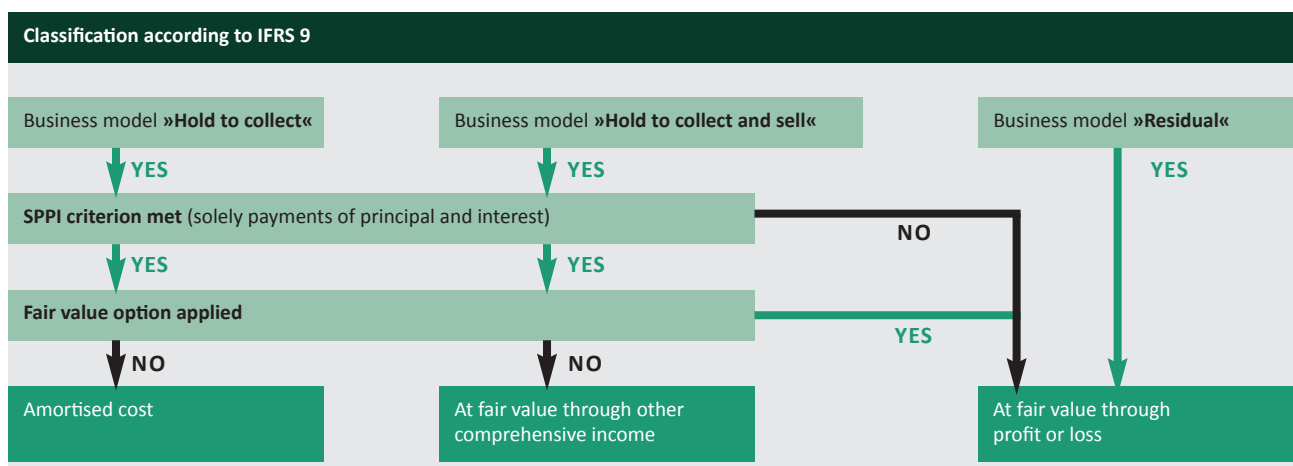 Classification according to IFRS 9
Business model »Hold to collect«
Business model »Hold to collect and sell«
Business model »Residual«
YES
YES
YES
SPPI criterion met (solely payments of principal and interest)
NO
YES
YES
Fair value option applied
YES
NO
NO
Amortised cost
At fair value through other
comprehensive income
At fair value through
profit or loss